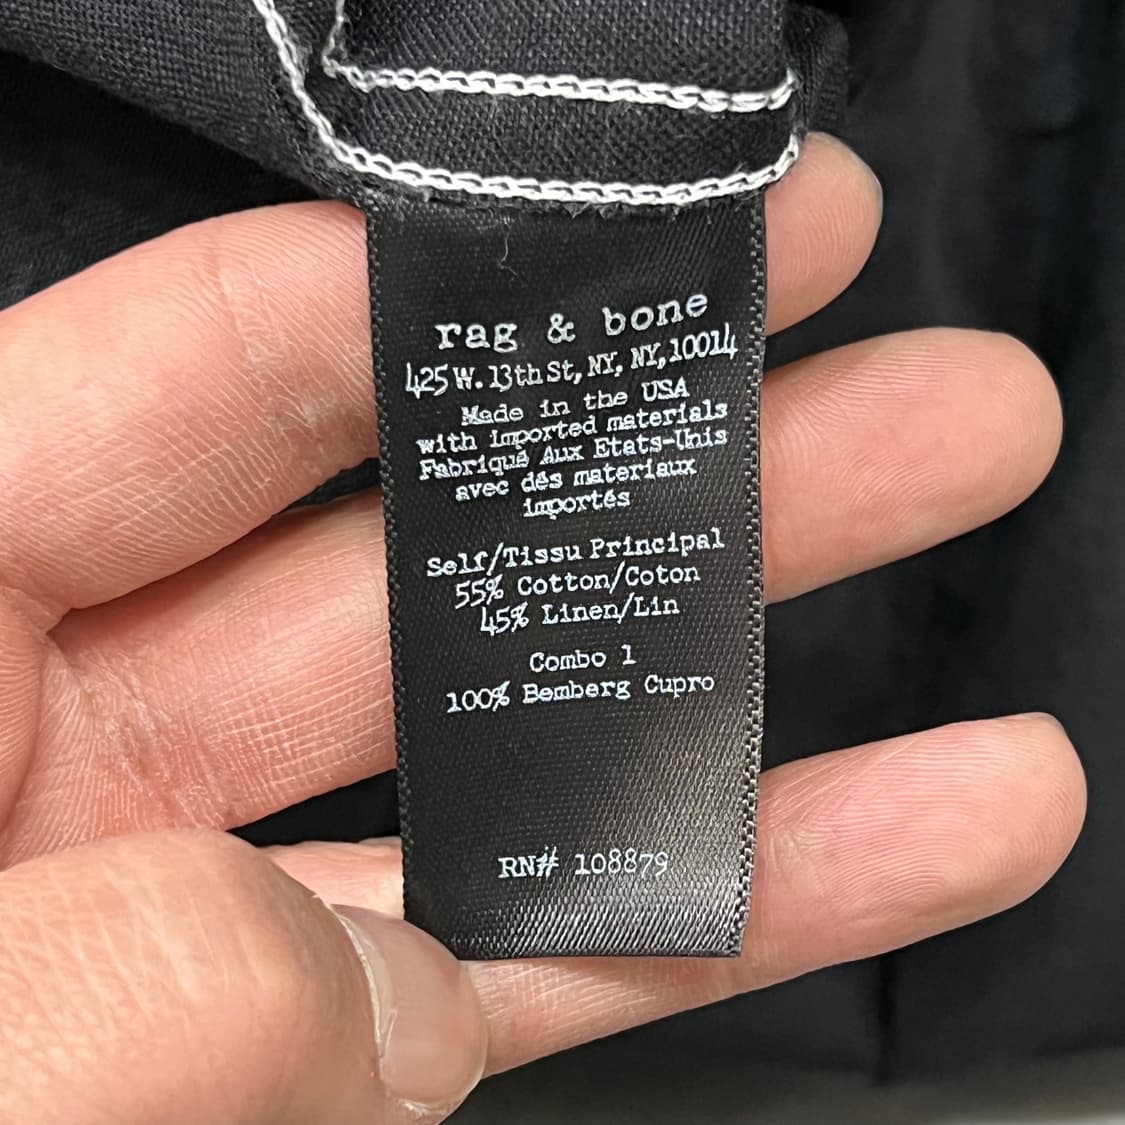 rag & bone
425 W. 13th St, NY, NY, 10014
Made in the USA
with imported materials
Fabriqué Aux Etats-Unis
avec dés materiaux
importés
Self/Tissu Principal
55% Cotton/Coton
45% Linen/Lin
Combo 1
100% Bemberg Cupro
RN# 108879